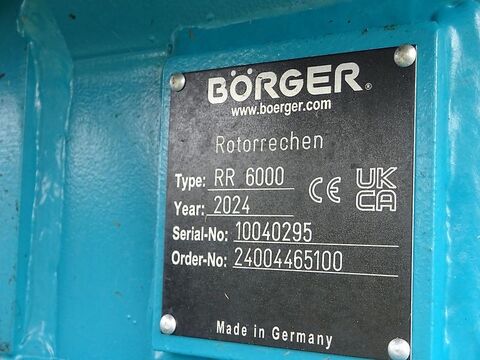 BÖRGER®
www.boerger.com
Rotorrechen
Type: RR 6000
Year: 2024
Serial-No: 10040295
Order-No: 24004465100
CE UK CA
Made in Germany